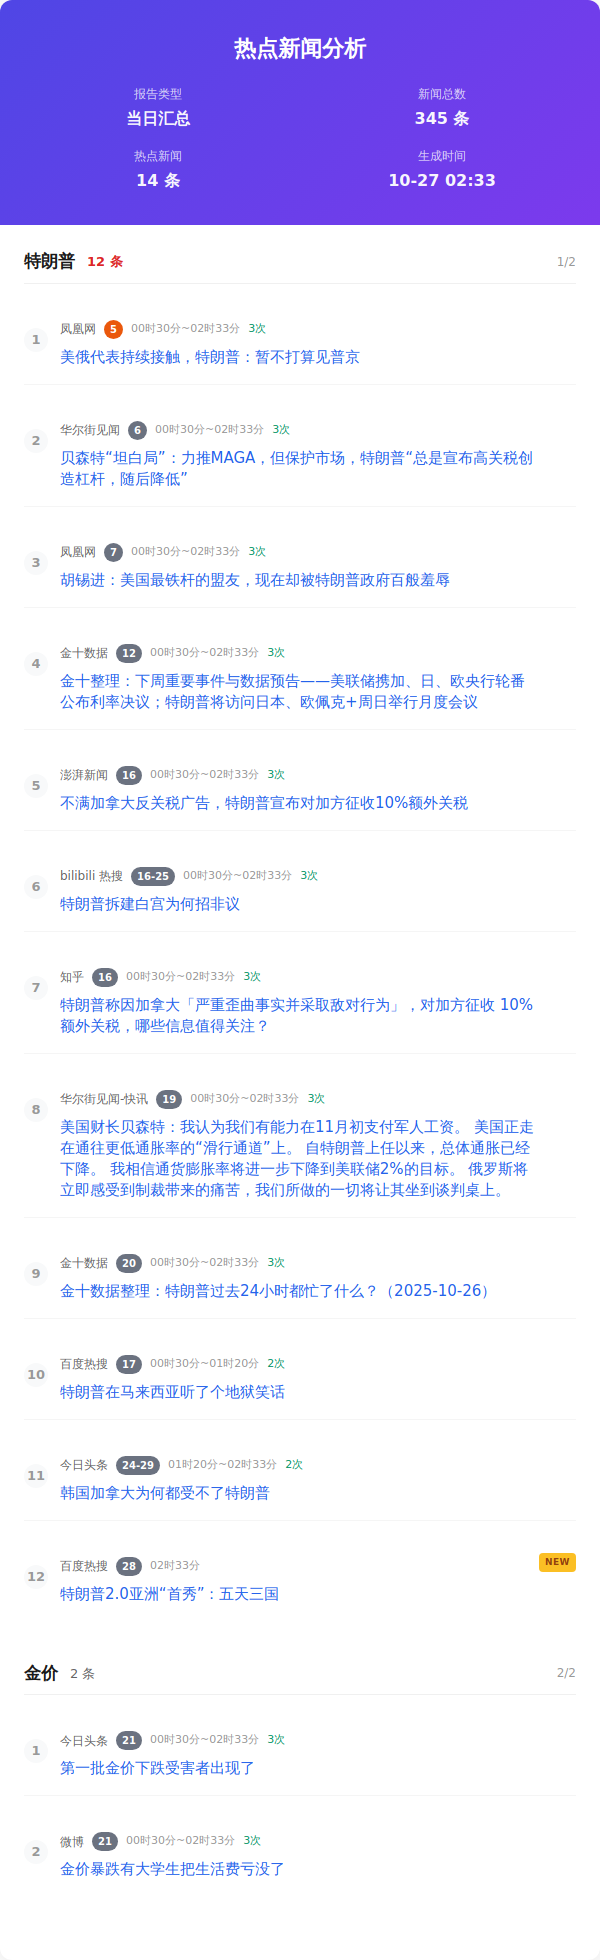 热点新闻分析
报告类型
当日汇总
新闻总数
345 条
热点新闻
14 条
生成时间
10-27 02:33
特朗普 12 条 1/2
1
凤凰网 5 00时30分~02时33分 3次
美俄代表持续接触，特朗普：暂不打算见普京
2
华尔街见闻 6 00时30分~02时33分 3次
贝森特“坦白局”：力推MAGA，但保护市场，特朗普“总是宣布高关税创
造杠杆，随后降低”
3
凤凰网 7 00时30分~02时33分 3次
胡锡进：美国最铁杆的盟友，现在却被特朗普政府百般羞辱
4
金十数据 12 00时30分~02时33分 3次
金十整理：下周重要事件与数据预告——美联储携加、日、欧央行轮番
公布利率决议；特朗普将访问日本、欧佩克+周日举行月度会议
5
澎湃新闻 16 00时30分~02时33分 3次
不满加拿大反关税广告，特朗普宣布对加方征收10%额外关税
6
bilibili 热搜 16-25 00时30分~02时33分 3次
特朗普拆建白宫为何招非议
7
知乎 16 00时30分~02时33分 3次
特朗普称因加拿大「严重歪曲事实并采取敌对行为」，对加方征收 10%
额外关税，哪些信息值得关注？
8
华尔街见闻-快讯 19 00时30分~02时33分 3次
美国财长贝森特：我认为我们有能力在11月初支付军人工资。 美国正走
在通往更低通胀率的“滑行通道”上。 自特朗普上任以来，总体通胀已经
下降。 我相信通货膨胀率将进一步下降到美联储2%的目标。 俄罗斯将
立即感受到制裁带来的痛苦，我们所做的一切将让其坐到谈判桌上。
9
金十数据 20 00时30分~02时33分 3次
金十数据整理：特朗普过去24小时都忙了什么？（2025-10-26）
10
百度热搜 17 00时30分~01时20分 2次
特朗普在马来西亚听了个地狱笑话
11
今日头条 24-29 01时20分~02时33分 2次
韩国加拿大为何都受不了特朗普
12
百度热搜 28 02时33分 NEW
特朗普2.0亚洲“首秀”：五天三国
金价 2 条 2/2
1
今日头条 21 00时30分~02时33分 3次
第一批金价下跌受害者出现了
2
微博 21 00时30分~02时33分 3次
金价暴跌有大学生把生活费亏没了